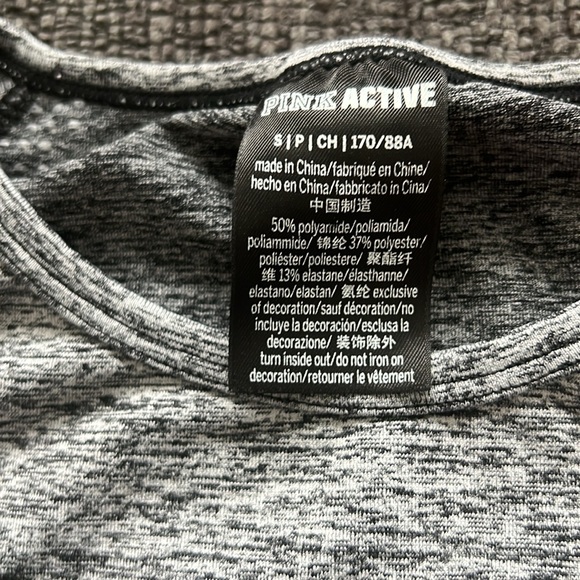 PINK ACTIVE
S | P | CH | 170/88A
made in China/fabriqué en Chine/
hecho en China/fabbricato in Cina/
中国制造
50% polyamide/poliamida/
poliammide/ 锦纶 37% polyester/
poliéster/poliestere/ 聚酯纤
维 13% elastane/élasthanne/
elastano/elastan/ 氨纶 exclusive
of decoration/sauf décoration/no
incluye la decoración/esclusa la
decorazione/ 装饰除外
turn inside out/do not iron on
decoration/retourner le vêtement